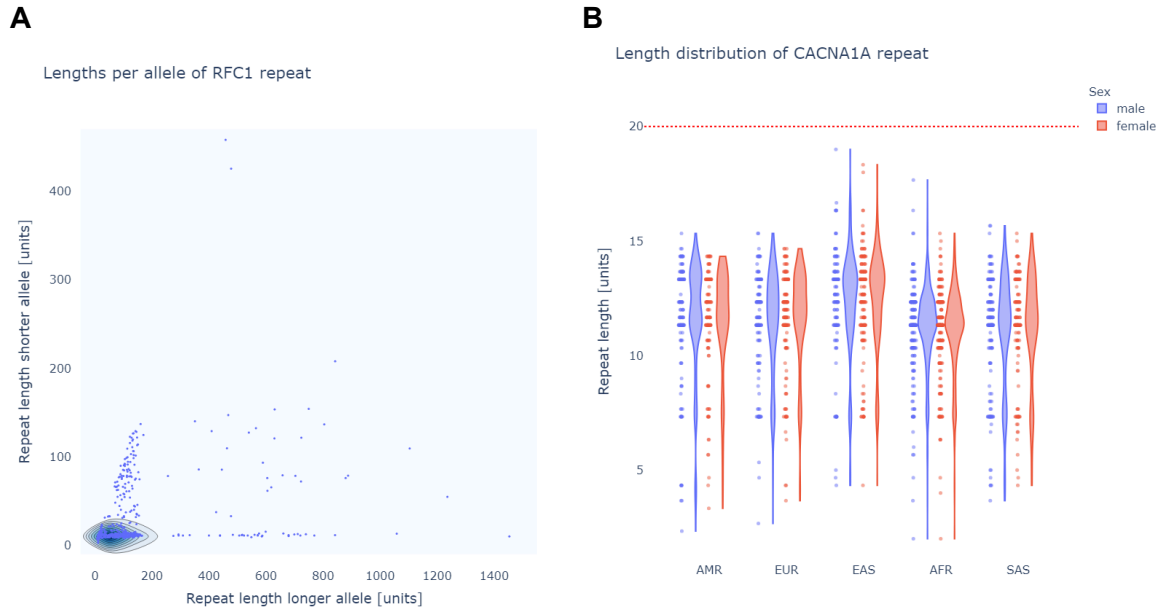 A
Lengths per allele of RFC1 repeat
Repeat length shorter allele [units]
400
300
200
100
0
0 200 400 600 800 1000 1200 1400
Repeat length longer allele [units]
B
Length distribution of CACNA1A repeat
Sex
male
female
Repeat length [units]
20
15
10
5
AMR EUR EAS AFR SAS